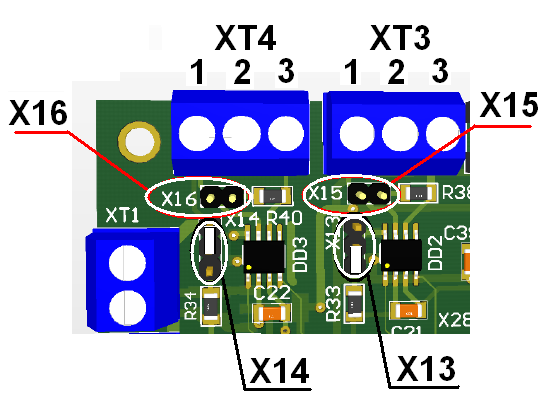 XT4 XT3
1 2 3 1 2 3
X16 X15
X16 X15 R38
XT1 X14 R40 X13
DD3 DD2
R34 C22 R33
C21 X28
X14 X13